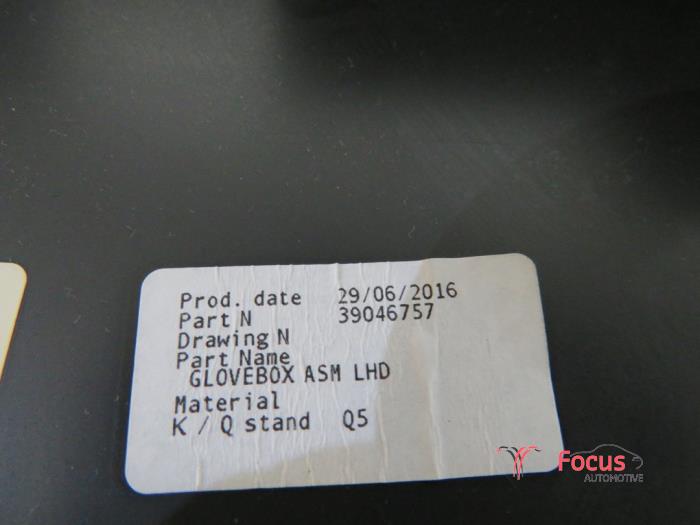 Prod. date 29/06/2016
Part N 39046757
Drawing N
Part Name
GLOVEBOX ASM LHD
Material
K / Q stand Q5
Focus
AUTOMOTIVE